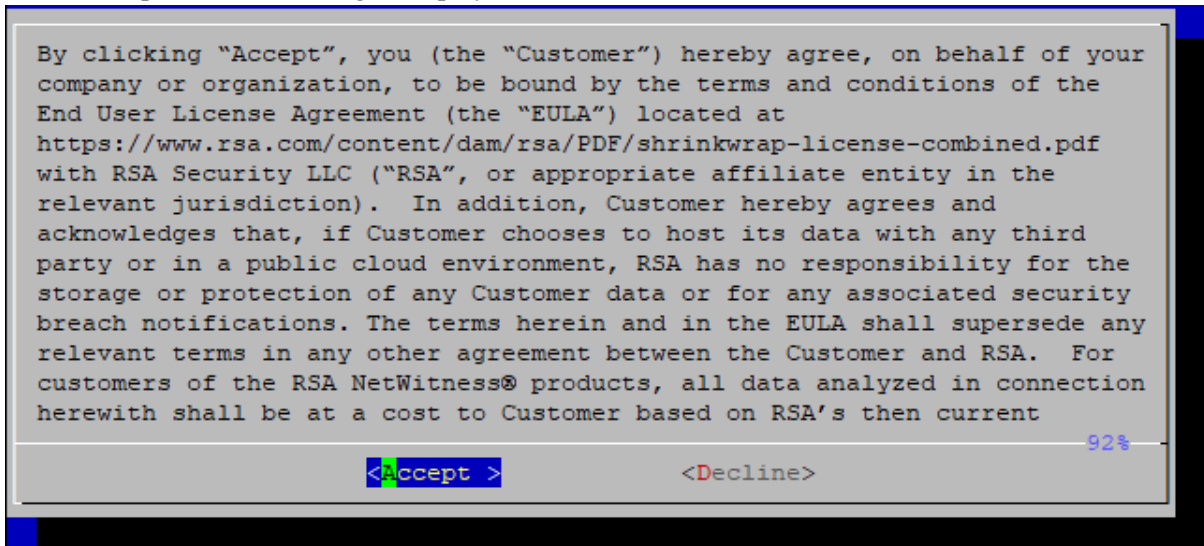 By clicking “Accept”, you (the “Customer”) hereby agree, on behalf of your
company or organization, to be bound by the terms and conditions of the
End User License Agreement (the “EULA”) located at
https://www.rsa.com/content/dam/rsa/PDF/shrinkwrap-license-combined.pdf
with RSA Security LLC (“RSA”, or appropriate affiliate entity in the
relevant jurisdiction).  In addition, Customer hereby agrees and
acknowledges that, if Customer chooses to host its data with any third
party or in a public cloud environment, RSA has no responsibility for the
storage or protection of any Customer data or for any associated security
breach notifications. The terms herein and in the EULA shall supersede any
relevant terms in any other agreement between the Customer and RSA.  For
customers of the RSA NetWitness® products, all data analyzed in connection
herewith shall be at a cost to Customer based on RSA’s then current
92%
<Accept > <Decline>